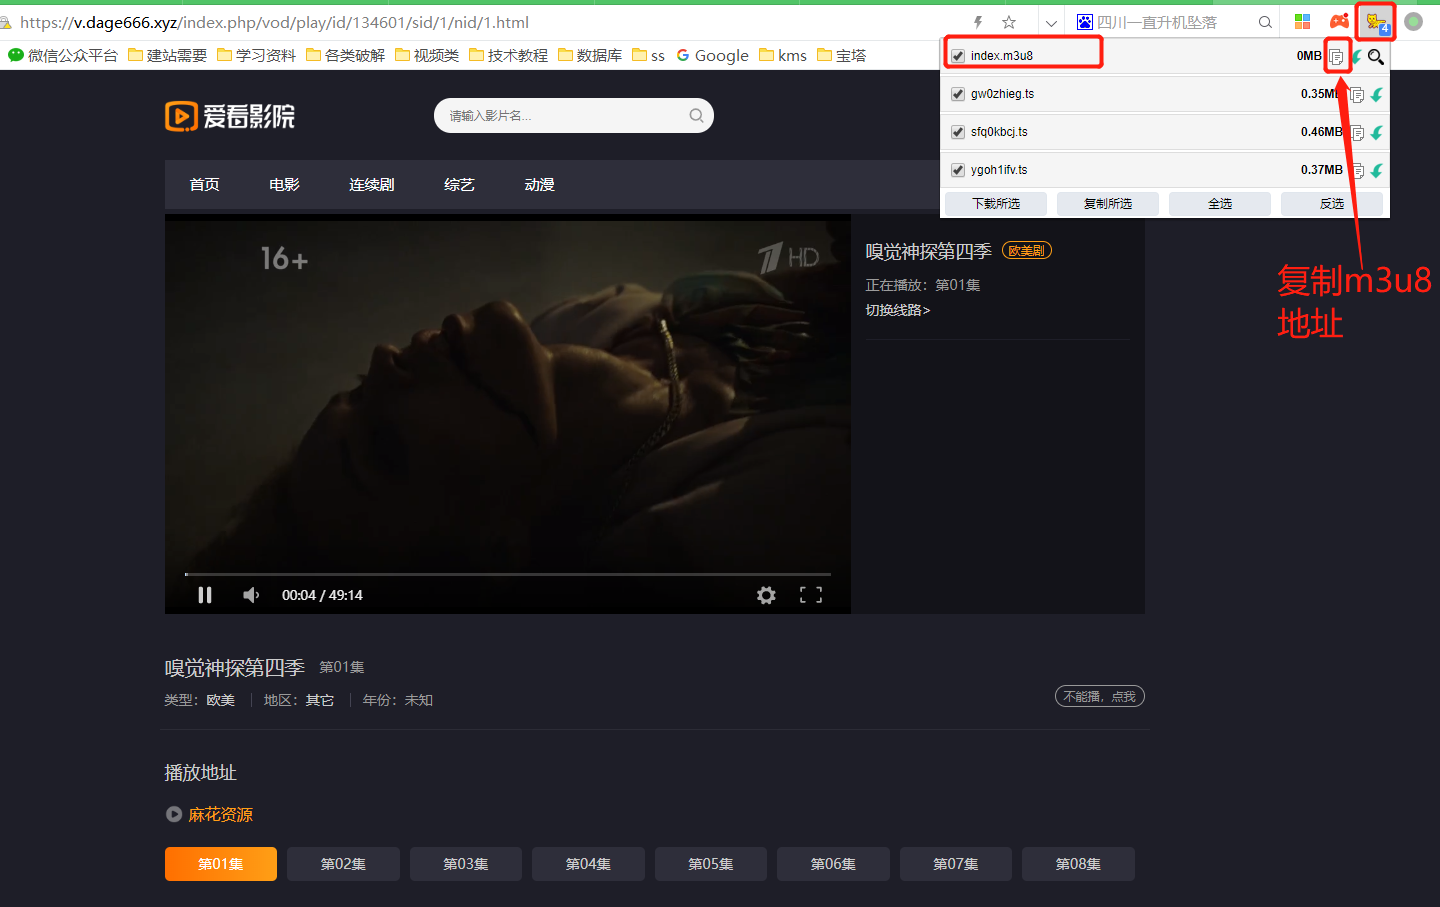 https://v.dage666.xyz/index.php/vod/play/id/134601/sid/1/nid/1.html
四川一直升机坠落
4
微信公众平台 建站需要 学习资料 各类破解 视频类 技术教程 数据库 ss Google kms 宝塔
index.m3u8 0MB
gw0zhieg.ts 0.35MB
sfq0kbcj.ts 0.46MB
ygoh1ifv.ts 0.37MB
下载所选 复制所选 全选 反选
复制m3u8
地址
爱看影院
请输入影片名...
首页 电影 连续剧 综艺 动漫
16+
HD
嗅觉神探第四季 欧美剧
正在播放：第01集
切换线路>
00:04 / 49:14
嗅觉神探第四季 第01集
类型：欧美 地区：其它 年份：未知
不能播，点我
播放地址
麻花资源
第01集 第02集 第03集 第04集 第05集 第06集 第07集 第08集